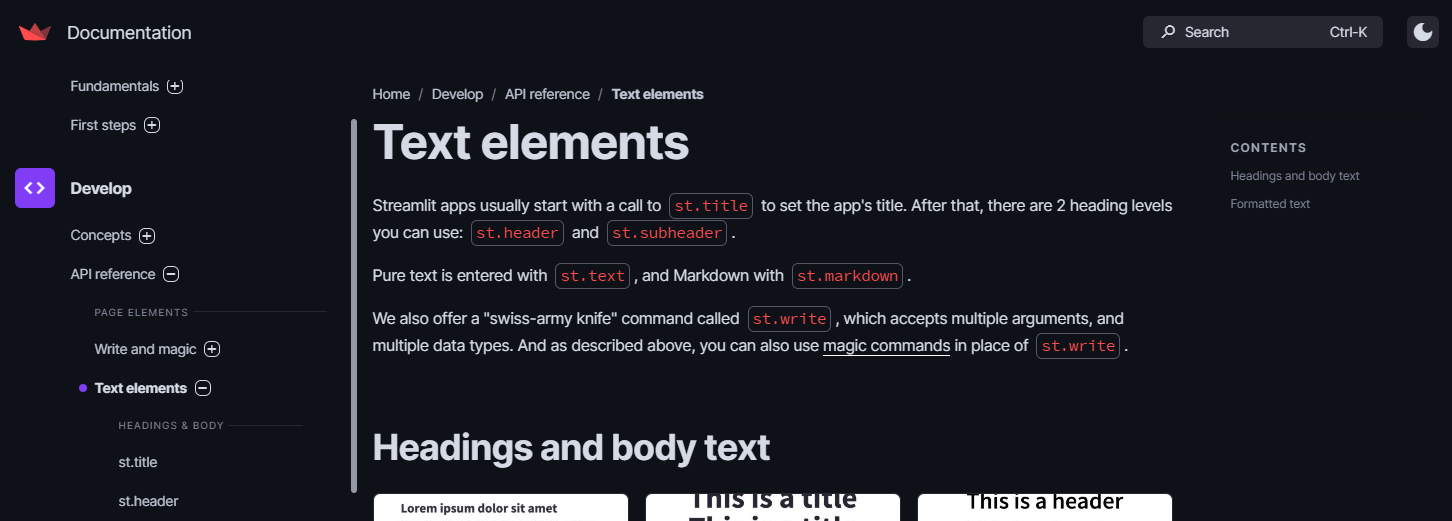 Documentation
Search Ctrl-K
Fundamentals
First steps
Develop
Concepts
API reference
PAGE ELEMENTS
Write and magic
Text elements
HEADINGS & BODY
st.title
st.header
Home / Develop / API reference / Text elements
Text elements
Streamlit apps usually start with a call to st.title to set the app's title. After that, there are 2 heading levels
you can use: st.header and st.subheader .
Pure text is entered with st.text , and Markdown with st.markdown .
We also offer a "swiss-army knife" command called st.write , which accepts multiple arguments, and
multiple data types. And as described above, you can also use magic commands in place of st.write .
Headings and body text
Lorem ipsum dolor sit amet
This is a title
This is a title
This is a header
CONTENTS
Headings and body text
Formatted text